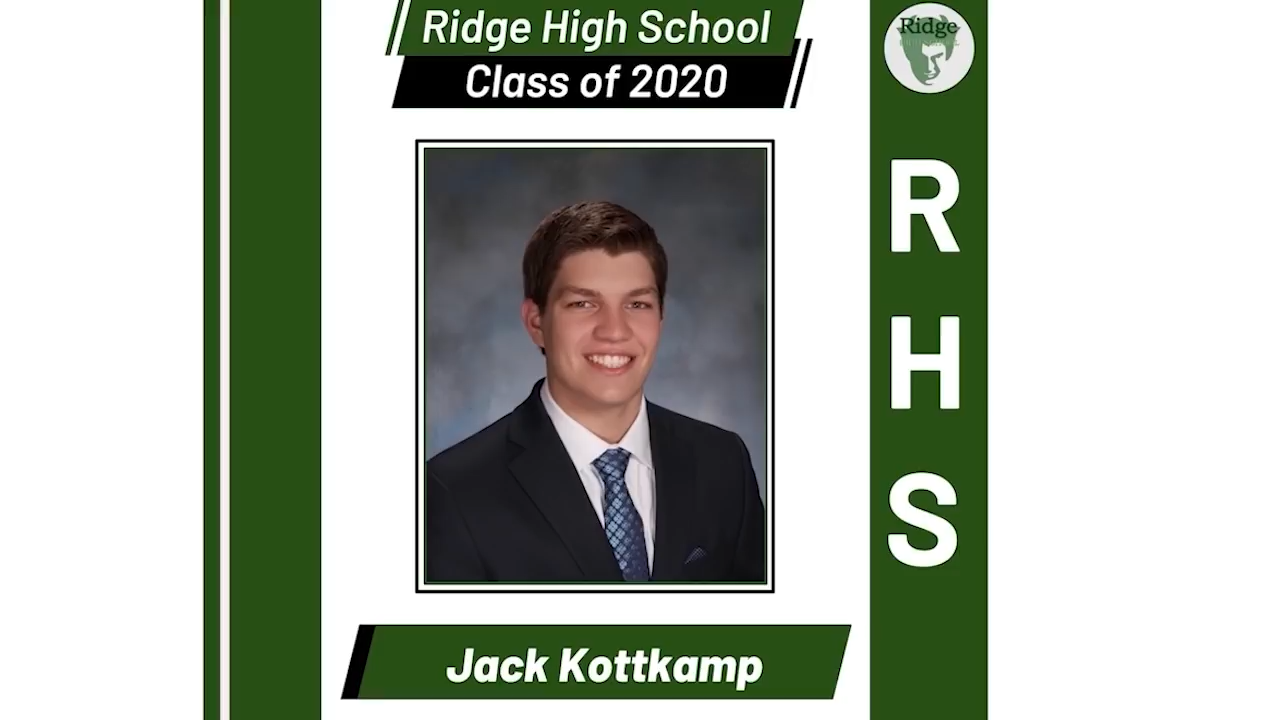 Ridge High School
Class of 2020
Ridge
R
H
S
Jack Kottkamp